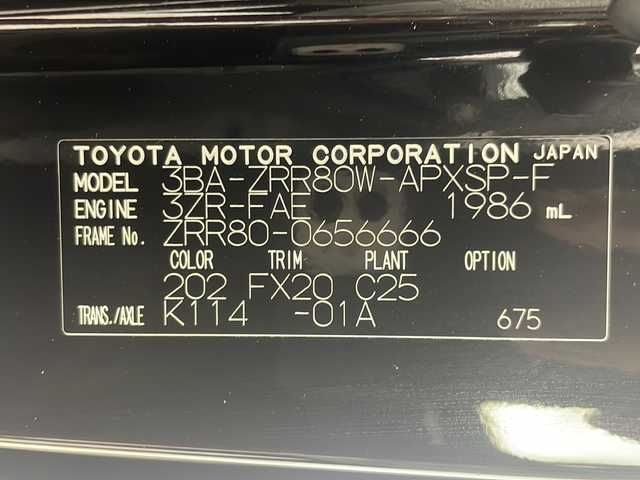 TOYOTA MOTOR CORPORATION JAPAN
MODEL 3BA-ZRR80W-APXSP-F
ENGINE 3ZR-FAE 1986 mL
FRAME No. ZRR80-0656666
COLOR TRIM PLANT OPTION
202 FX20 C25
TRANS./AXLE K114 -01A 675